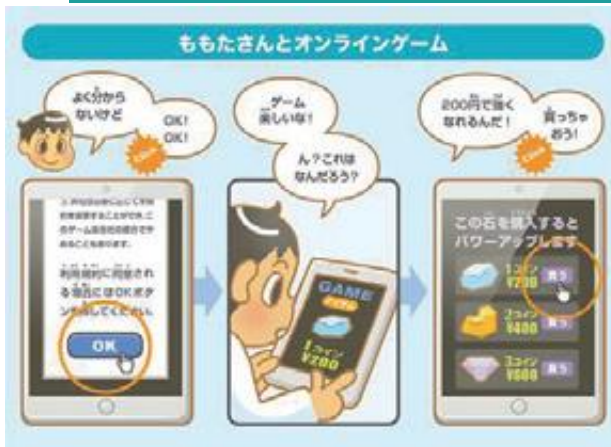 ももたさんとオンラインゲーム
よく分から
ないけど
OK!
OK!
Click
利用規約に同意され
る場合にはOKボタ
ンを押してください。
OK
ゲーム
楽しいな!
ん?これは
なんだろう?
GAME
アイテム
1コイン
¥200
200円で強く
なれるんだ!
買っちゃ
おう!
Click
この石を購入すると
パワーアップします
1コイン
¥200
買う
2コイン
¥400
買う
3コイン
¥600
買う